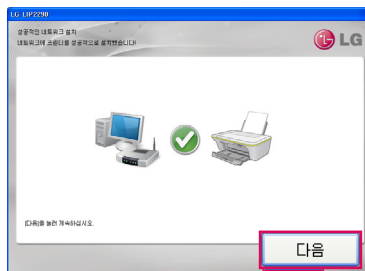 LG LIP2290
성공적인 네트워크 설치
네트워크에 프린터를 성공적으로 설치했습니다!
LG
[다음]을 눌러 계속하십시오.
다음